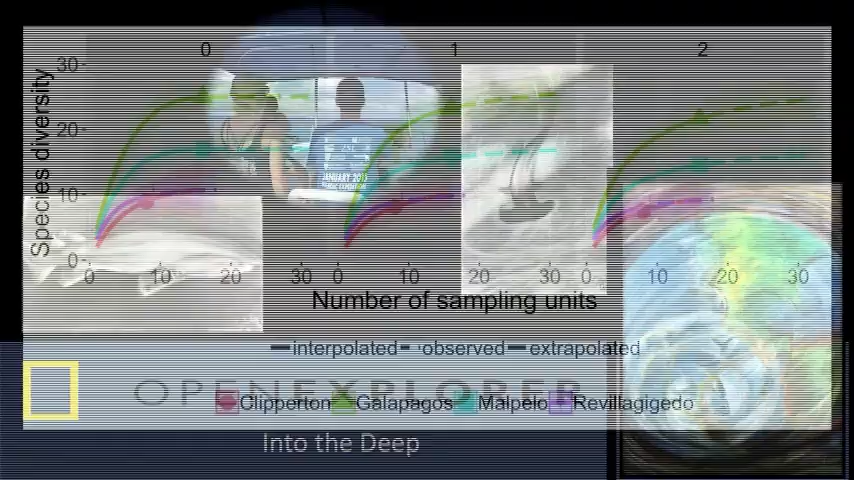 0 1 2
Species diversity
30
20
10
0
0 10 20 30 0 10 20 30 0 10 20 30
Number of sampling units
interpolated observed extrapolated
OPENEXPLORER
Clipperton Galapagos Malpelo Revillagigedo
Into the Deep
JANUARY 2015